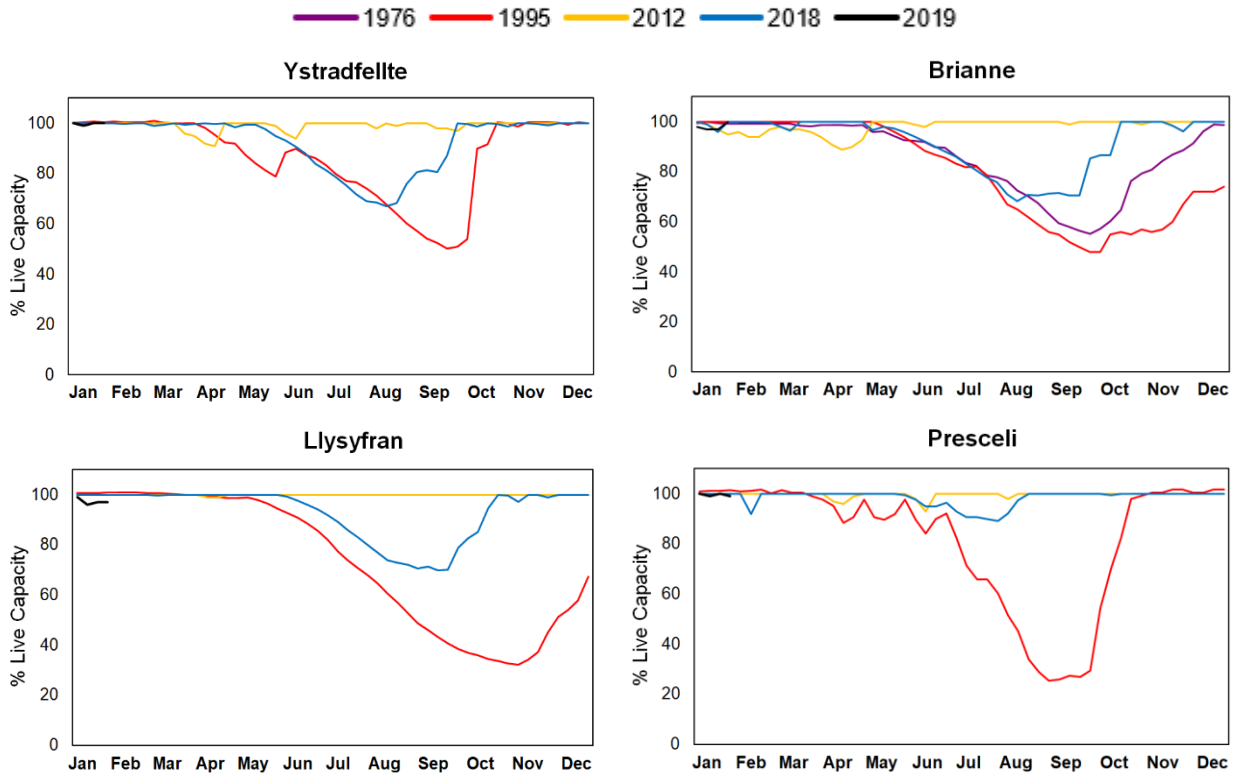 1976 1995 2012 2018 2019
Ystradfellte
% Live Capacity
100
80
60
40
20
0
Jan Feb Mar Apr May Jun Jul Aug Sep Oct Nov Dec
Brianne
% Live Capacity
100
80
60
40
20
0
Jan Feb Mar Apr May Jun Jul Aug Sep Oct Nov Dec
Llysyfran
% Live Capacity
100
80
60
40
20
0
Jan Feb Mar Apr May Jun Jul Aug Sep Oct Nov Dec
Presceli
% Live Capacity
100
80
60
40
20
0
Jan Feb Mar Apr May Jun Jul Aug Sep Oct Nov Dec